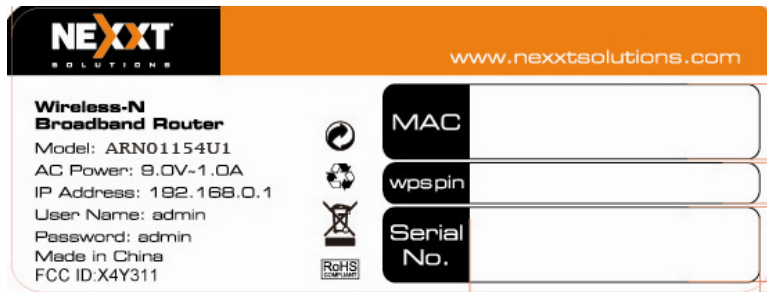 NEXXT
SOLUTIONS
www.nexxtsolutions.com
Wireless-N
Broadband Router
Model: ARN01154U1
AC Power: 9.0V~1.0A
IP Address: 192.168.0.1
User Name: admin
Password: admin
Made in China
FCC ID:X4Y311
RoHS
COMPLIANT
MAC
wps pin
Serial
No.